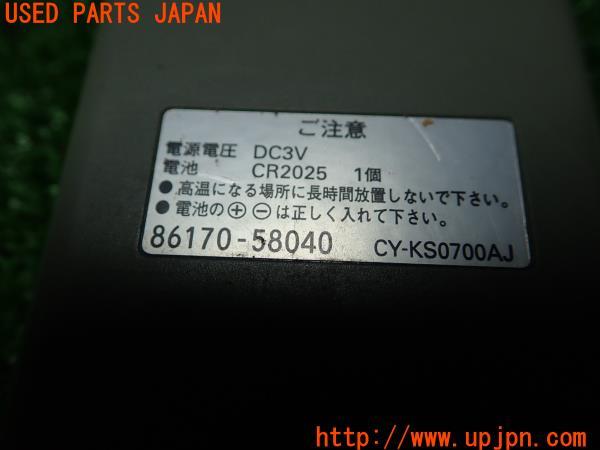 USED PARTS JAPAN
ご注意
電源電圧 DC3V
電池 CR2025 1個
●高温になる場所に長時間放置しないで下さい。
●電池の⊕⊖は正しく入れて下さい。
86170-58040 CY-KS0700AJ
http://www.upjpn.com